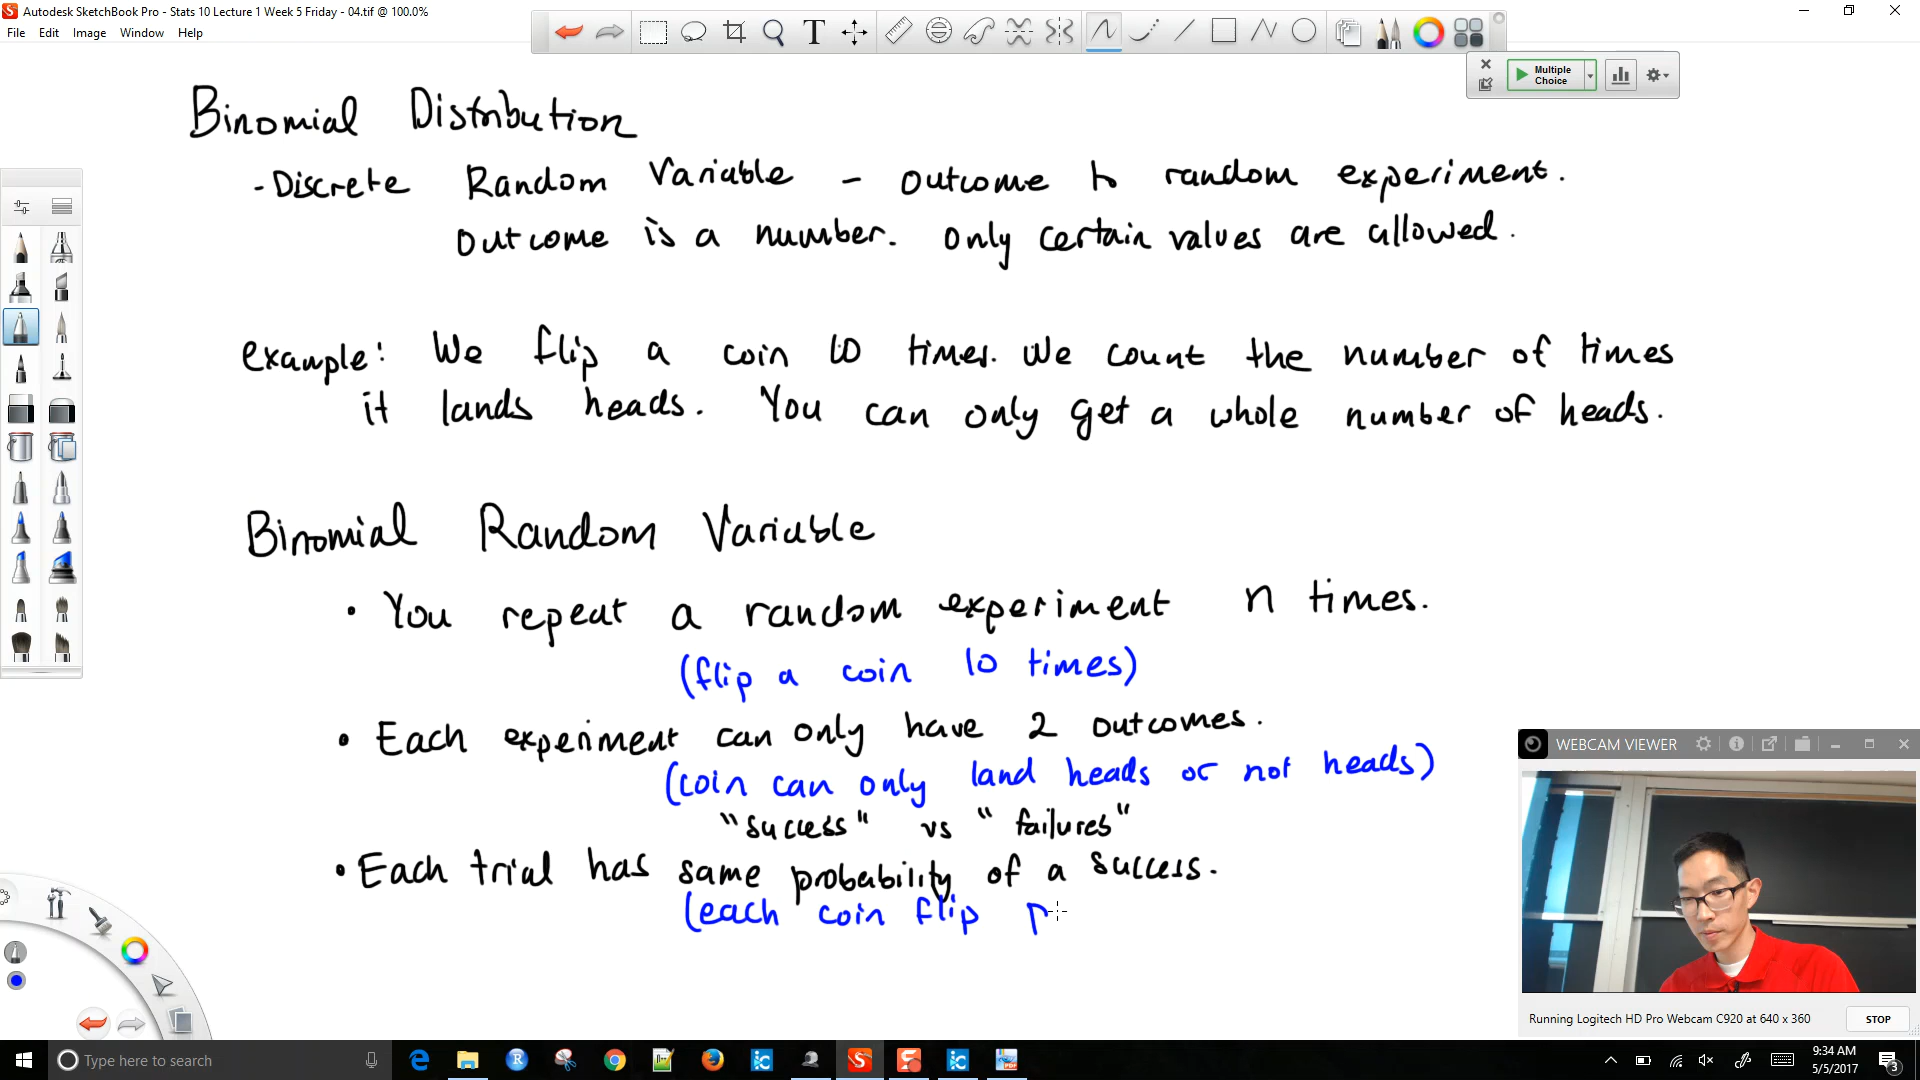 Autodesk SketchBook Pro - Stats 10 Lecture 1 Week 5 Friday - 04.tif @ 100.0%
File Edit Image Window Help
Multiple Choice
Binomial Distribution
- Discrete Random Variable - outcome to random experiment.
Outcome is a number. Only certain values are allowed.
example: We flip a coin 10 times. We count the number of times
it lands heads. You can only get a whole number of heads.
Binomial Random Variable
• You repeat a random experiment n times.
(flip a coin 10 times)
• Each experiment can only have 2 outcomes.
(coin can only land heads or not heads)
"success" vs "failures"
• Each trial has same probability of a success.
(each coin flip p
WEBCAM VIEWER
Running Logitech HD Pro Webcam C920 at 640 x 360
STOP
Type here to search
9:34 AM
5/5/2017
3